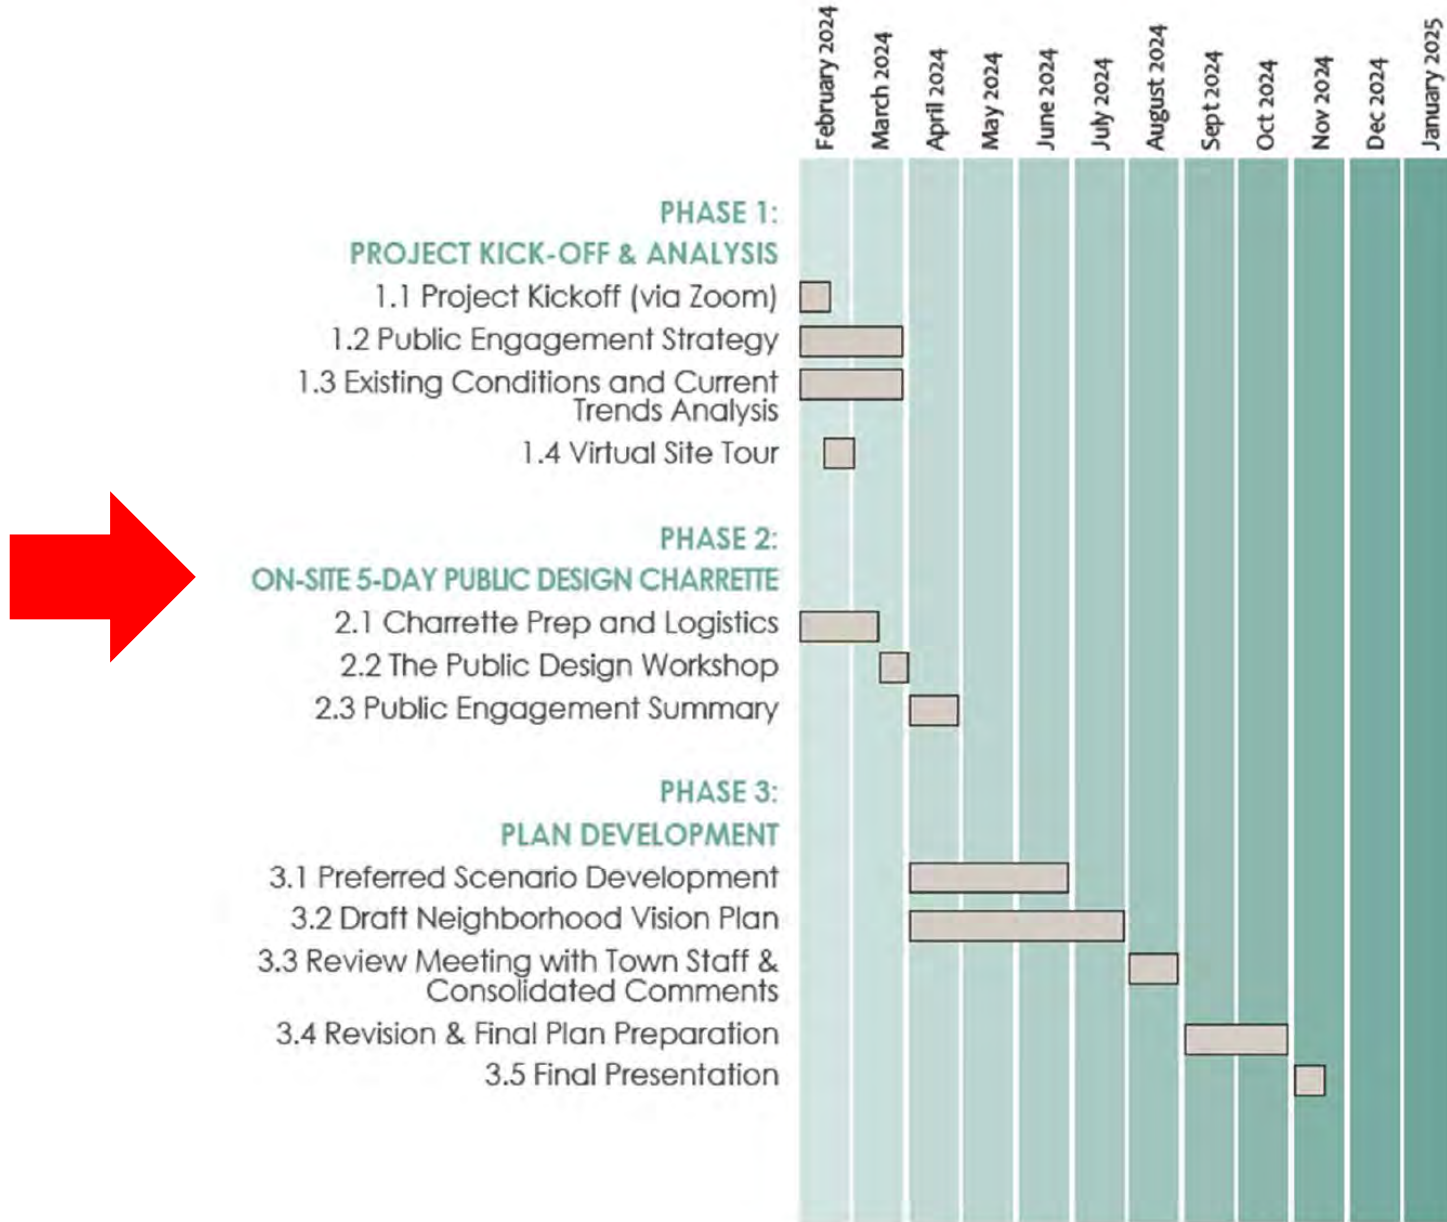 February 2024
March 2024
April 2024
May 2024
June 2024
July 2024
August 2024
Sept 2024
Oct 2024
Nov 2024
Dec 2024
January 2025
PHASE 1:
PROJECT KICK-OFF & ANALYSIS
1.1 Project Kickoff (via Zoom)
1.2 Public Engagement Strategy
1.3 Existing Conditions and Current
Trends Analysis
1.4 Virtual Site Tour
PHASE 2:
ON-SITE 5-DAY PUBLIC DESIGN CHARRETTE
2.1 Charrette Prep and Logistics
2.2 The Public Design Workshop
2.3 Public Engagement Summary
PHASE 3:
PLAN DEVELOPMENT
3.1 Preferred Scenario Development
3.2 Draft Neighborhood Vision Plan
3.3 Review Meeting with Town Staff &
Consolidated Comments
3.4 Revision & Final Plan Preparation
3.5 Final Presentation